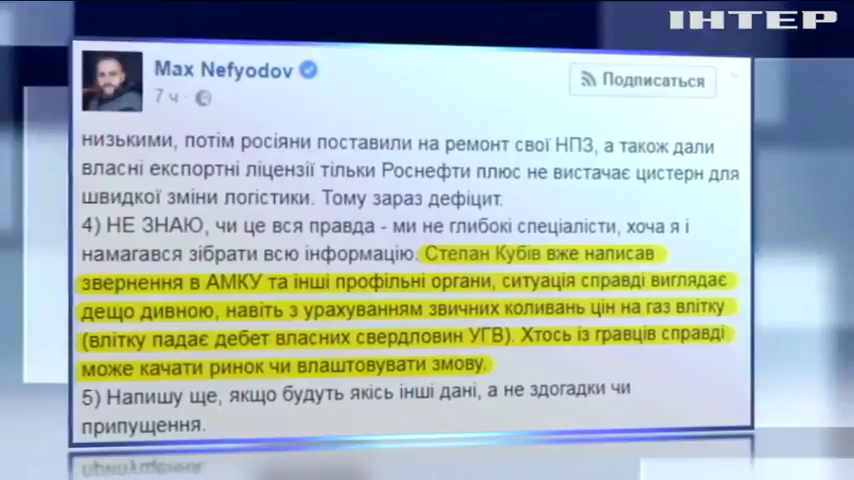 ІНТЕР
Max Nefyodov
Подписаться
7 ч
низькими, потім росіяни поставили на ремонт свої НПЗ, а також дали
власні експортні ліцензії тільки Роснефти плюс не вистачає цистерн для
швидкої зміни логістики. Тому зараз дефіцит.
4) НЕ ЗНАЮ, чи це вся правда - ми не глибокі спеціалісти, хоча я і
намагався зібрати всю інформацію. Степан Кубів вже написав
звернення в АМКУ та інші профільні органи, ситуація справді виглядає
дещо дивною, навіть з урахуванням звичних коливань цін на газ влітку
(влітку падає дебет власних свердловин УГВ). Хтось із гравців справді
може качати ринок чи влаштовувати змову.
5) Напишу ще, якщо будуть якісь інші дані, а не здогадки чи
припущення.